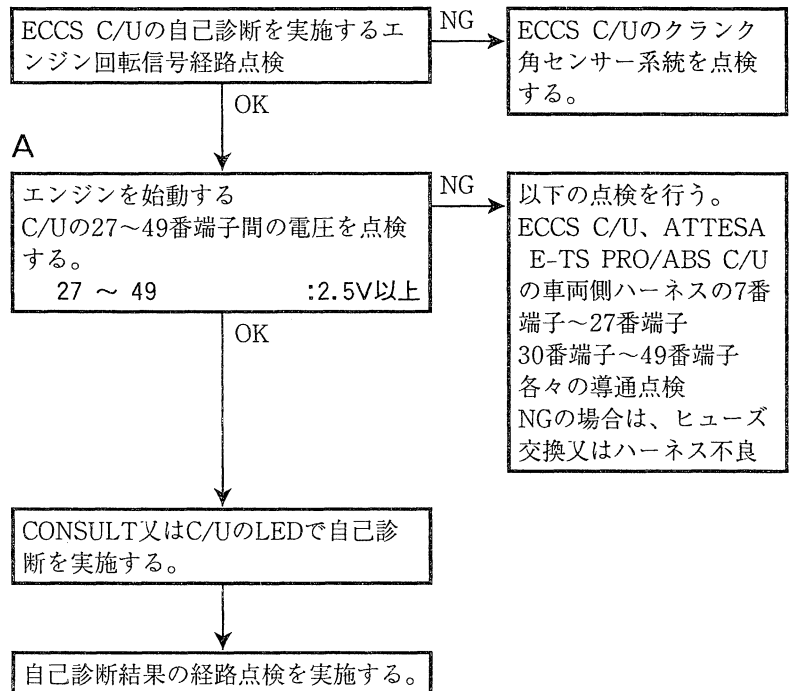 ECCS C/Uの自己診断を実施するエ
ンジン回転信号経路点検
NG
ECCS C/Uのクランク
角センサー系統を点検
する。
OK
A
エンジンを始動する
C/Uの27～49番端子間の電圧を点検
する。
27 ～ 49 :2.5V以上
NG
以下の点検を行う。
ECCS C/U、ATTESA
E-TS PRO/ABS C/U
の車両側ハーネスの7番
端子～27番端子
30番端子～49番端子
各々の導通点検
NGの場合は、ヒューズ
交換又はハーネス不良
OK
CONSULT又はC/UのLEDで自己診
断を実施する。
自己診断結果の経路点検を実施する。